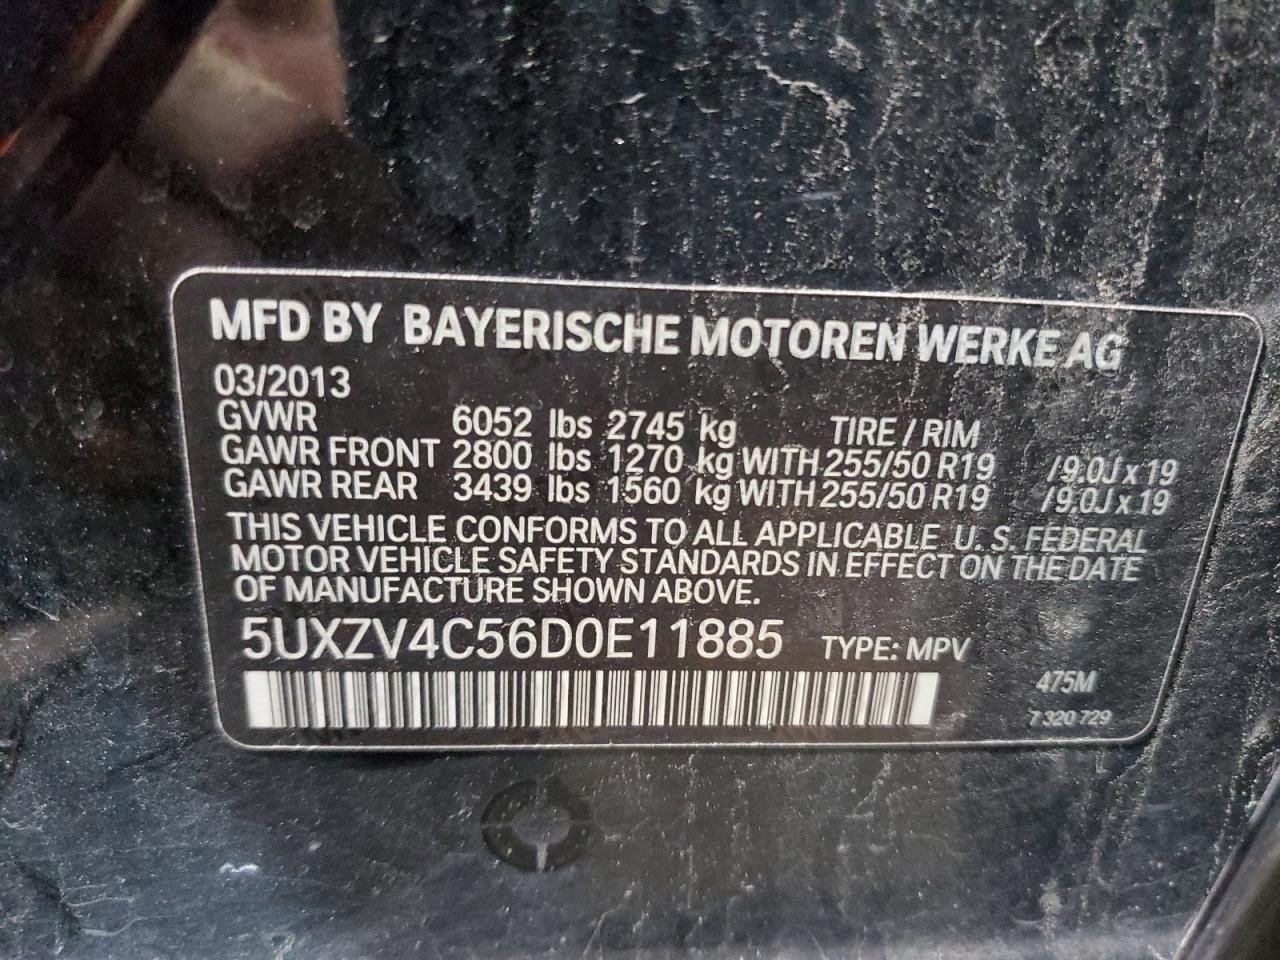 MFD BY BAYERISCHE MOTOREN WERKE AG
03/2013
GVWR 6052 lbs 2745 kg TIRE / RIM
GAWR FRONT 2800 lbs 1270 kg WITH 255/50 R19 /9.0J x 19
GAWR REAR 3439 lbs 1560 kg WITH 255/50 R19 /9.0J x 19
THIS VEHICLE CONFORMS TO ALL APPLICABLE U.S. FEDERAL
MOTOR VEHICLE SAFETY STANDARDS IN EFFECT ON THE DATE
OF MANUFACTURE SHOWN ABOVE.
5UXZV4C56D0E11885 TYPE: MPV
475M
7 320 729